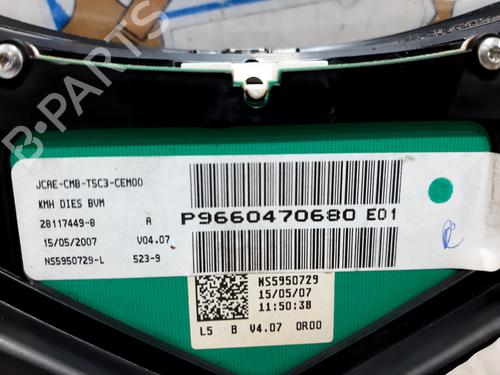 B-PARTS
JCAE-CMB-T5C3-CEM00
KMH DIES BVM
28117449-8 A
15/05/2007 V04.07
NS5950729-L 523-9
P9660470680 E01
NS5950729
15/05/07
11:50:38
L5 B V4.07 0R00